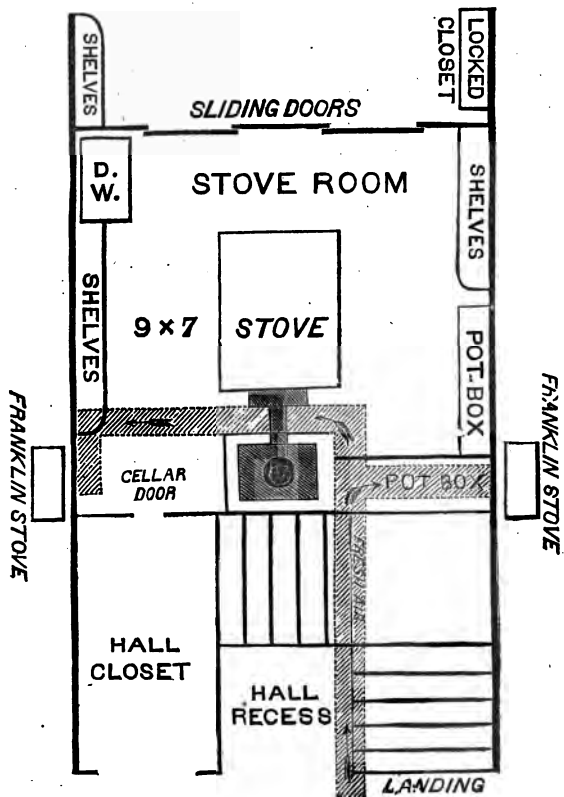 SHELVES
LOCKED
CLOSET
SLIDING DOORS
D.
W.
STOVE ROOM
SHELVES
SHELVES
9 × 7
STOVE
POT-BOX
FRANKLIN STOVE
FRANKLIN STOVE
CELLAR
DOOR
POT BOX
FRESH AIR
HALL
CLOSET
HALL
RECESS
LANDING